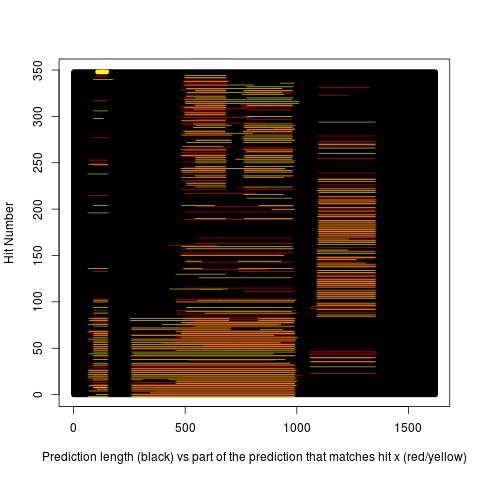 350
300
250
200
150
100
50
0
Hit Number
0 500 1000 1500
Prediction length (black) vs part of the prediction that matches hit x (red/yellow)